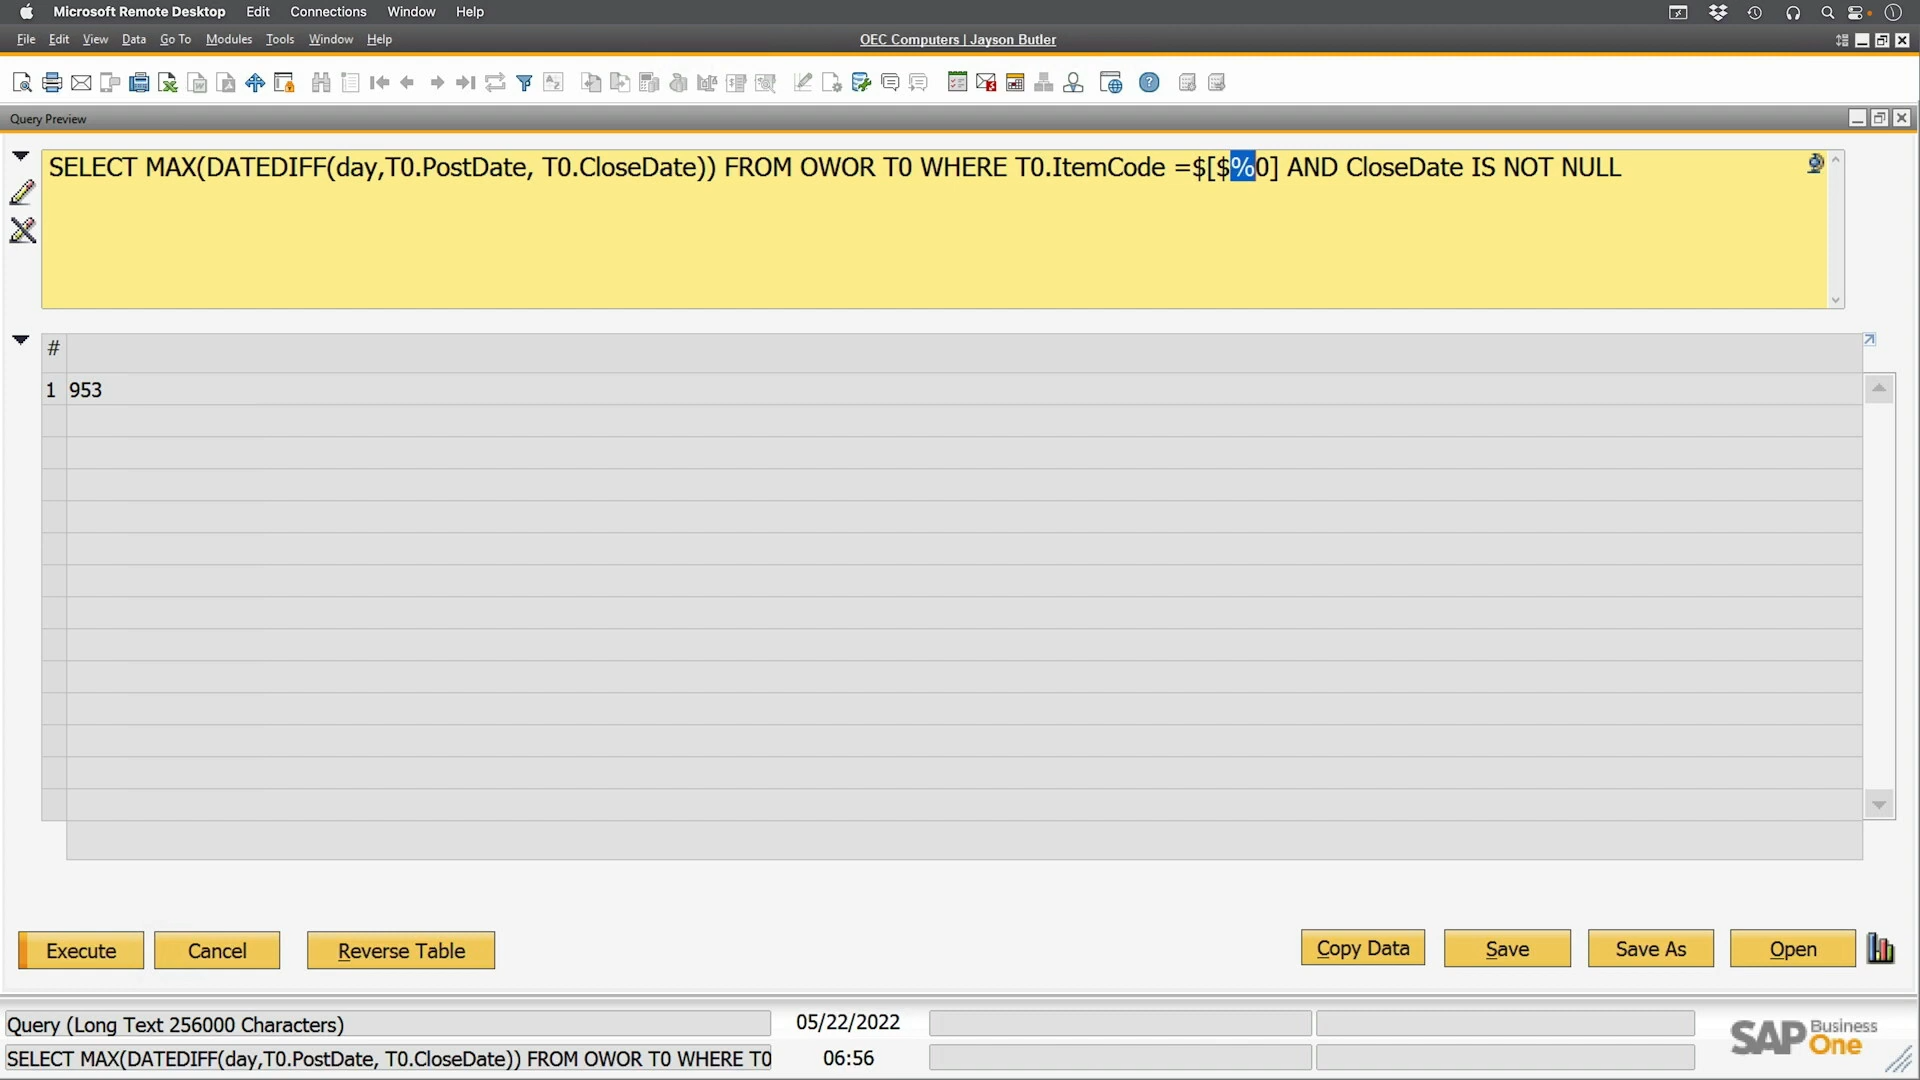 Microsoft Remote Desktop Edit Connections Window Help
File Edit View Data Go To Modules Tools Window Help
OEC Computers | Jayson Butler
Query Preview
SELECT MAX(DATEDIFF(day,T0.PostDate, T0.CloseDate)) FROM OWOR T0 WHERE T0.ItemCode =$[$%0] AND CloseDate IS NOT NULL
#
1 953
Execute Cancel Reverse Table Copy Data Save Save As Open
Query (Long Text 256000 Characters) 05/22/2022
SELECT MAX(DATEDIFF(day,T0.PostDate, T0.CloseDate)) FROM OWOR T0 WHERE T0 06:56
SAP Business One